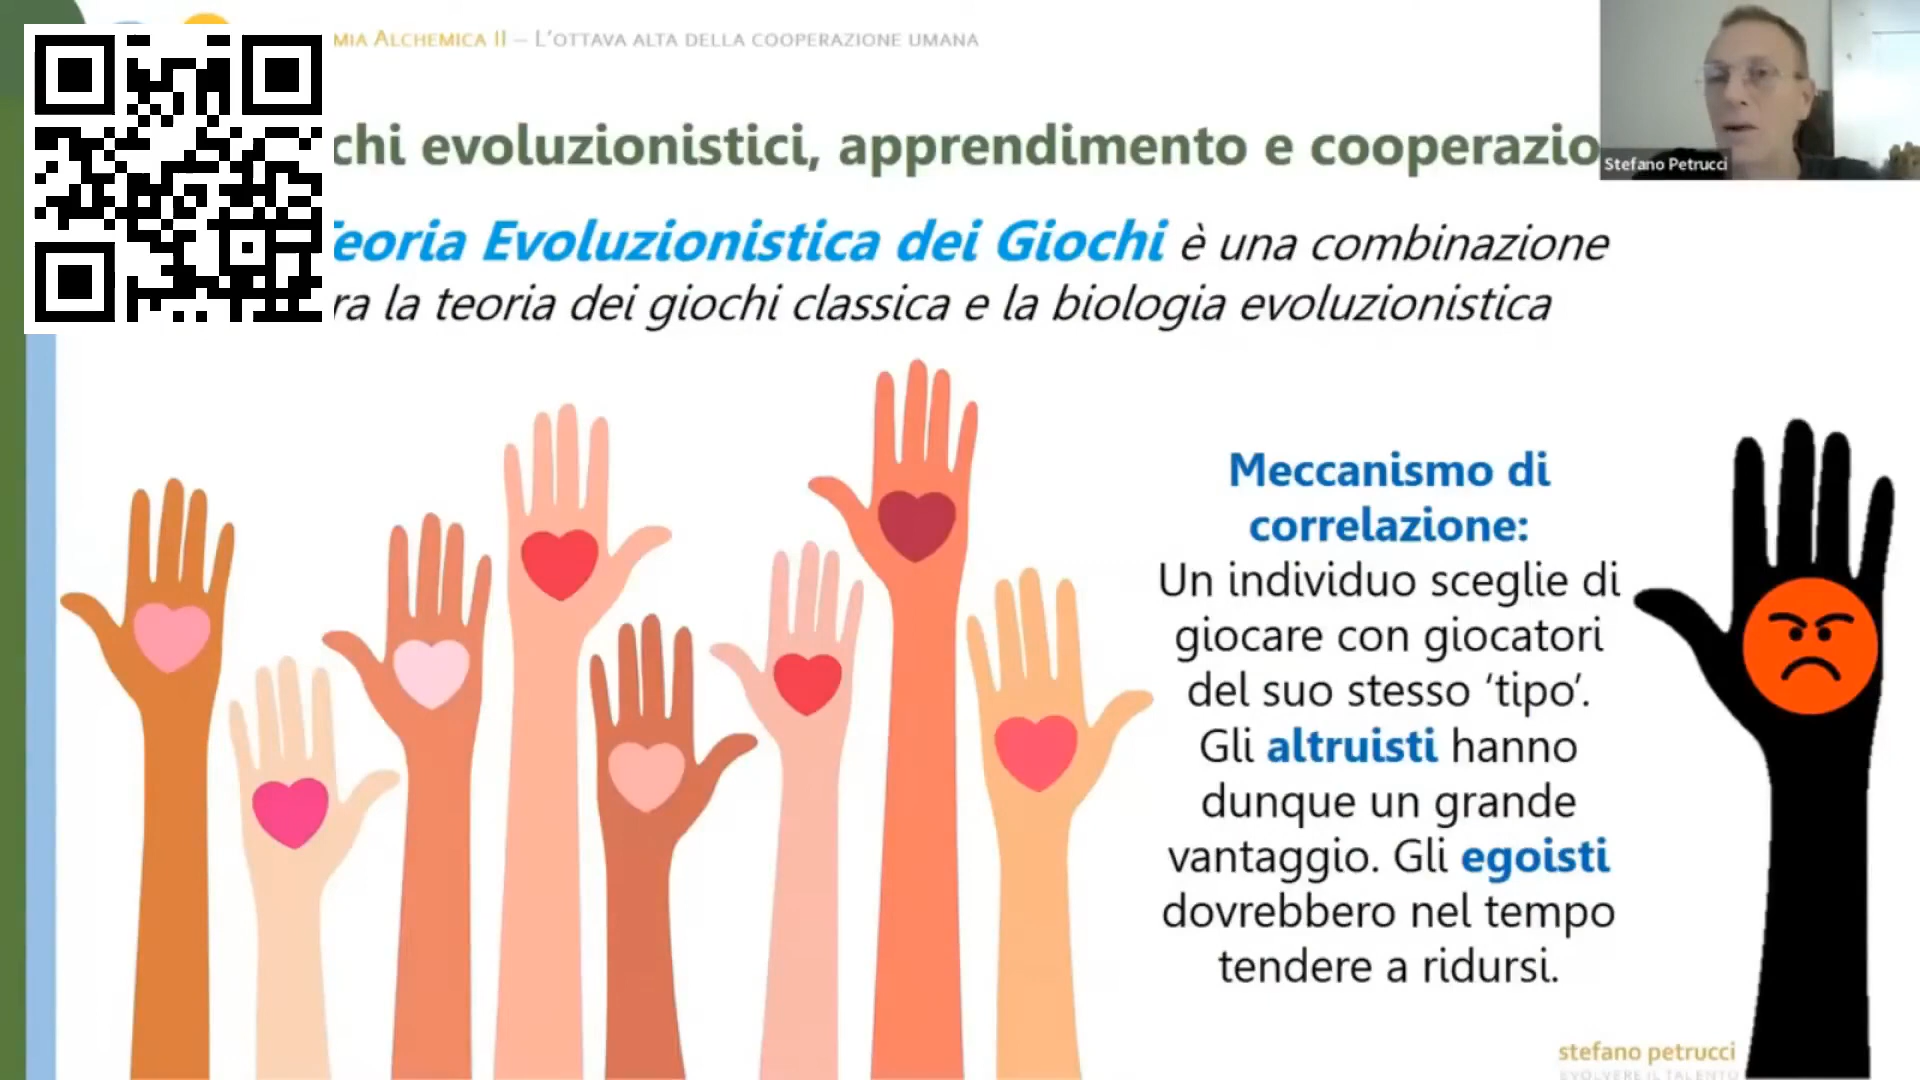 MIA ALCHEMICA II – L'OTTAVA ALTA DELLA COOPERAZIONE UMANA
chi evoluzionistici, apprendimento e cooperazio
Stefano Petrucci
Teoria Evoluzionistica dei Giochi è una combinazione
ra la teoria dei giochi classica e la biologia evoluzionistica
Meccanismo di
correlazione:
Un individuo sceglie di
giocare con giocatori
del suo stesso ‘tipo’.
Gli altruisti hanno
dunque un grande
vantaggio. Gli egoisti
dovrebbero nel tempo
tendere a ridursi.
stefano petrucci
EVOLVERE IL TALENTO